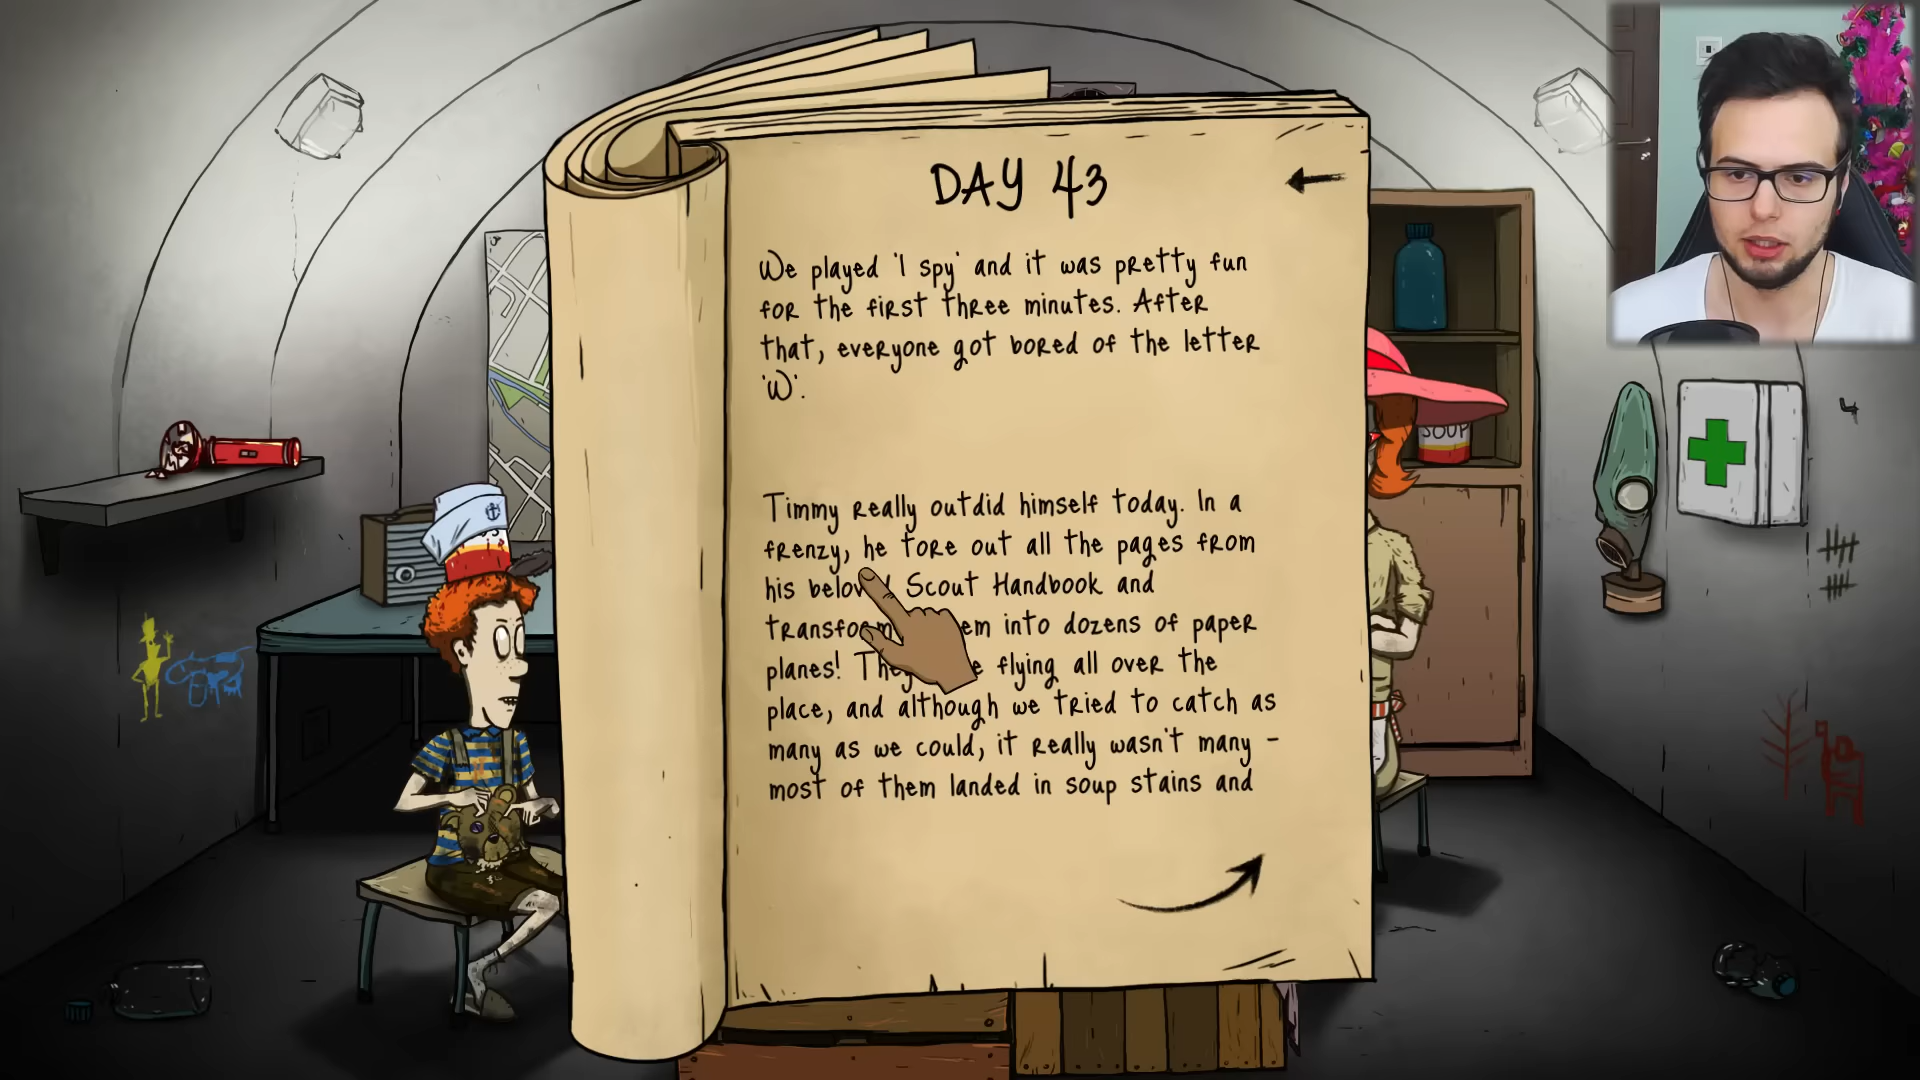 DAY 43
We played 'I spy' and it was pretty fun
for the first three minutes. After
that, everyone got bored of the letter
'W'.
Timmy really outdid himself today. In a
frenzy, he tore out all the pages from
his Scout Handbook and
into dozens of paper
planes! flying all over the
place, and although we tried to catch as
many as we could, it really wasn't many -
most of them landed in soup stains and
SOUP